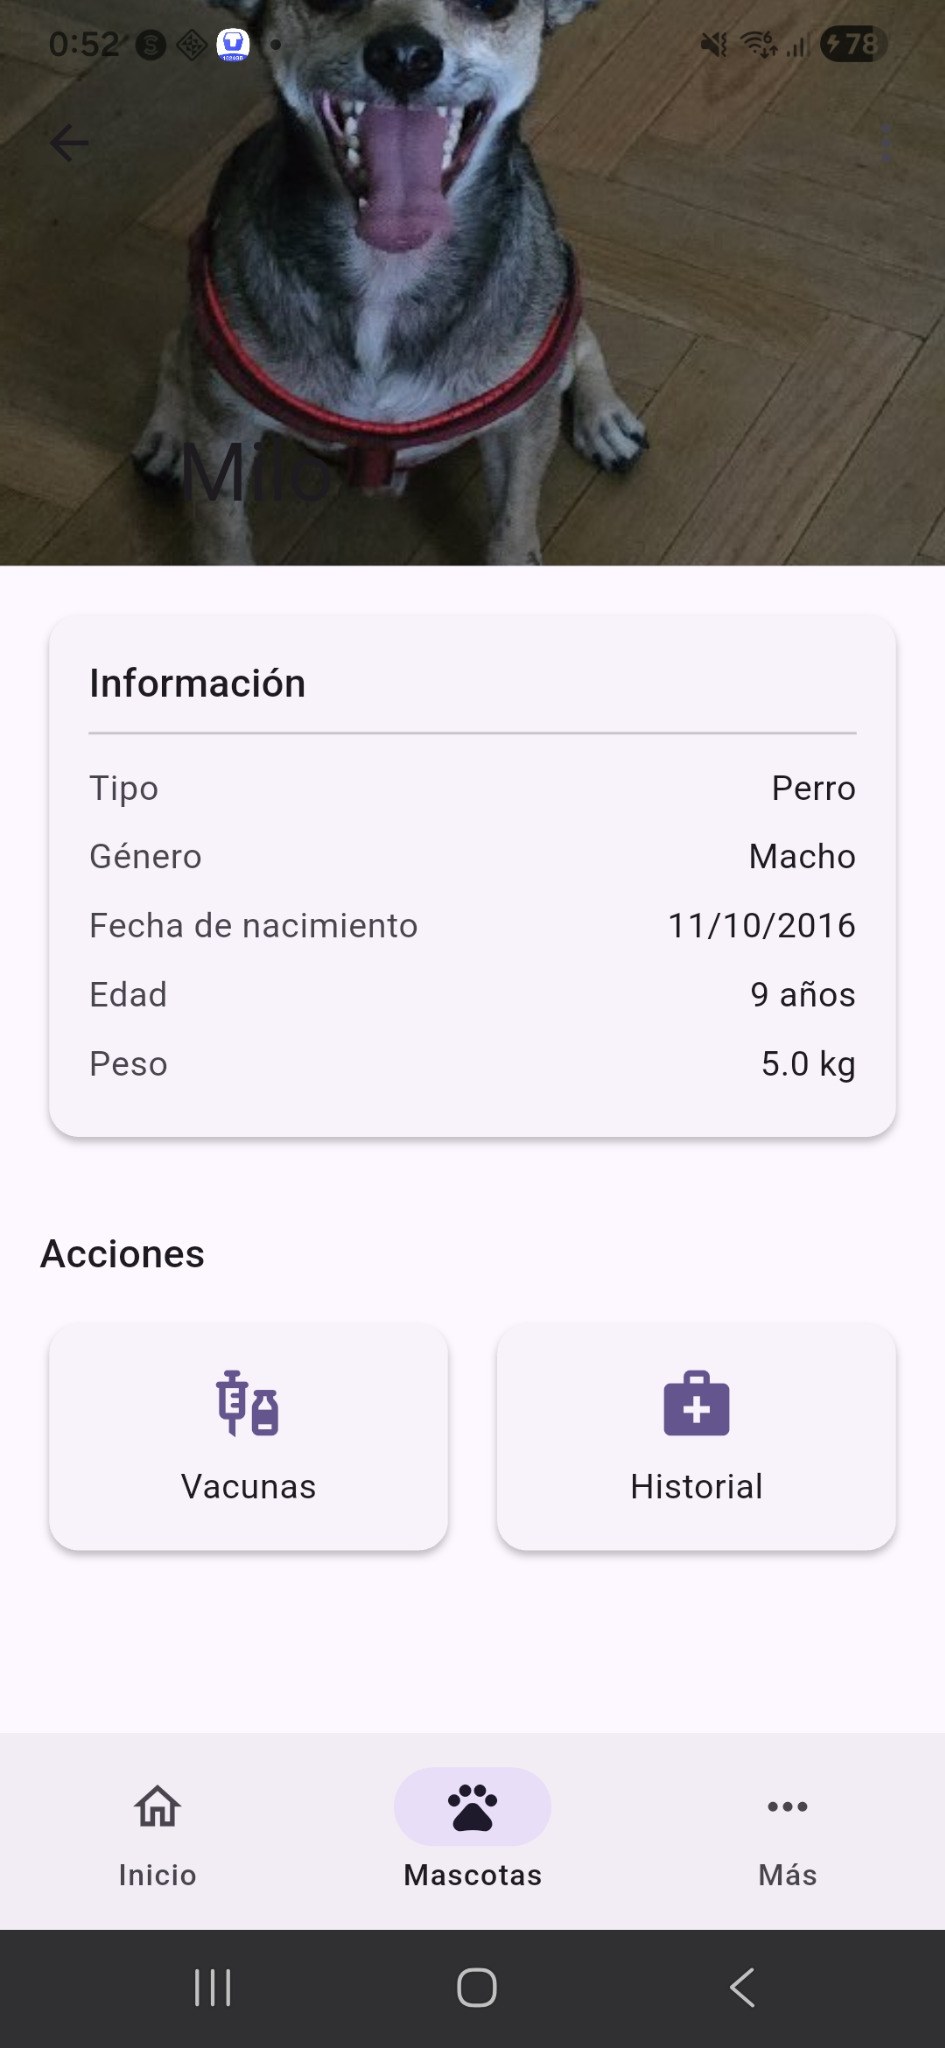 0:52
78
Milo
Información
Tipo Perro
Género Macho
Fecha de nacimiento 11/10/2016
Edad 9 años
Peso 5.0 kg
Acciones
Vacunas Historial
Inicio Mascotas Más